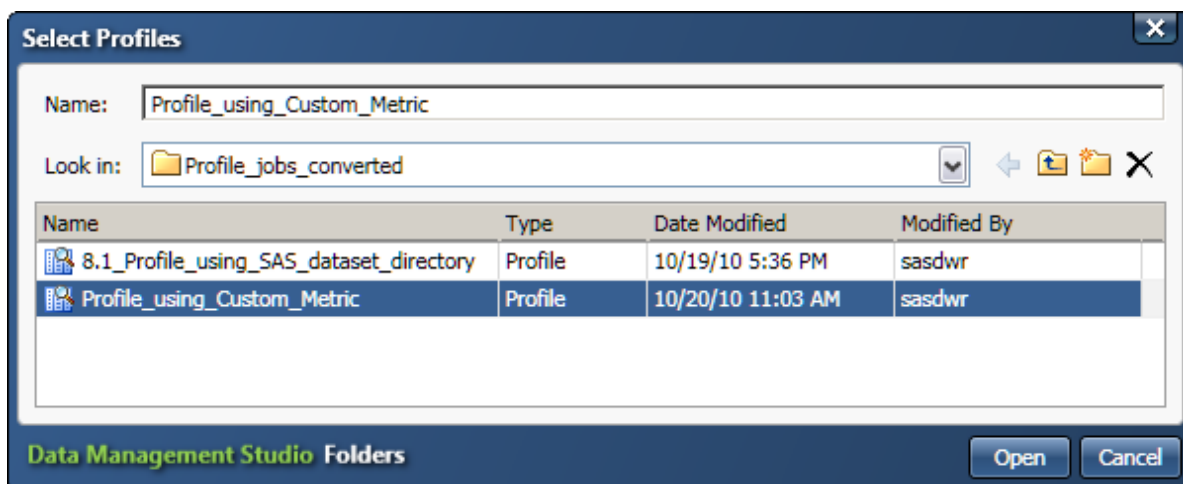 Select Profiles
Name: Profile_using_Custom_Metric
Look in: Profile_jobs_converted
Name Type Date Modified Modified By
8.1_Profile_using_SAS_dataset_directory Profile 10/19/10 5:36 PM sasdwr
Profile_using_Custom_Metric Profile 10/20/10 11:03 AM sasdwr
Data Management Studio Folders Open Cancel